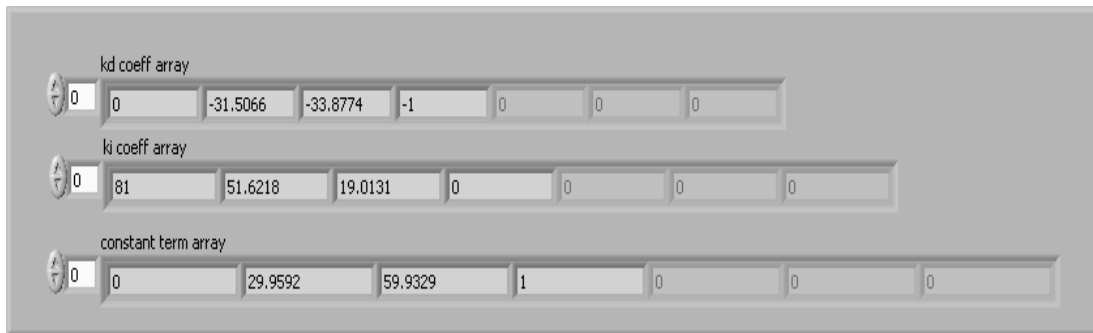 kd coeff array
0 0 -31.5066 -33.8774 -1 0 0 0
ki coeff array
0 81 51.6218 19.0131 0 0 0 0
constant term array
0 0 29.9592 59.9329 1 0 0 0